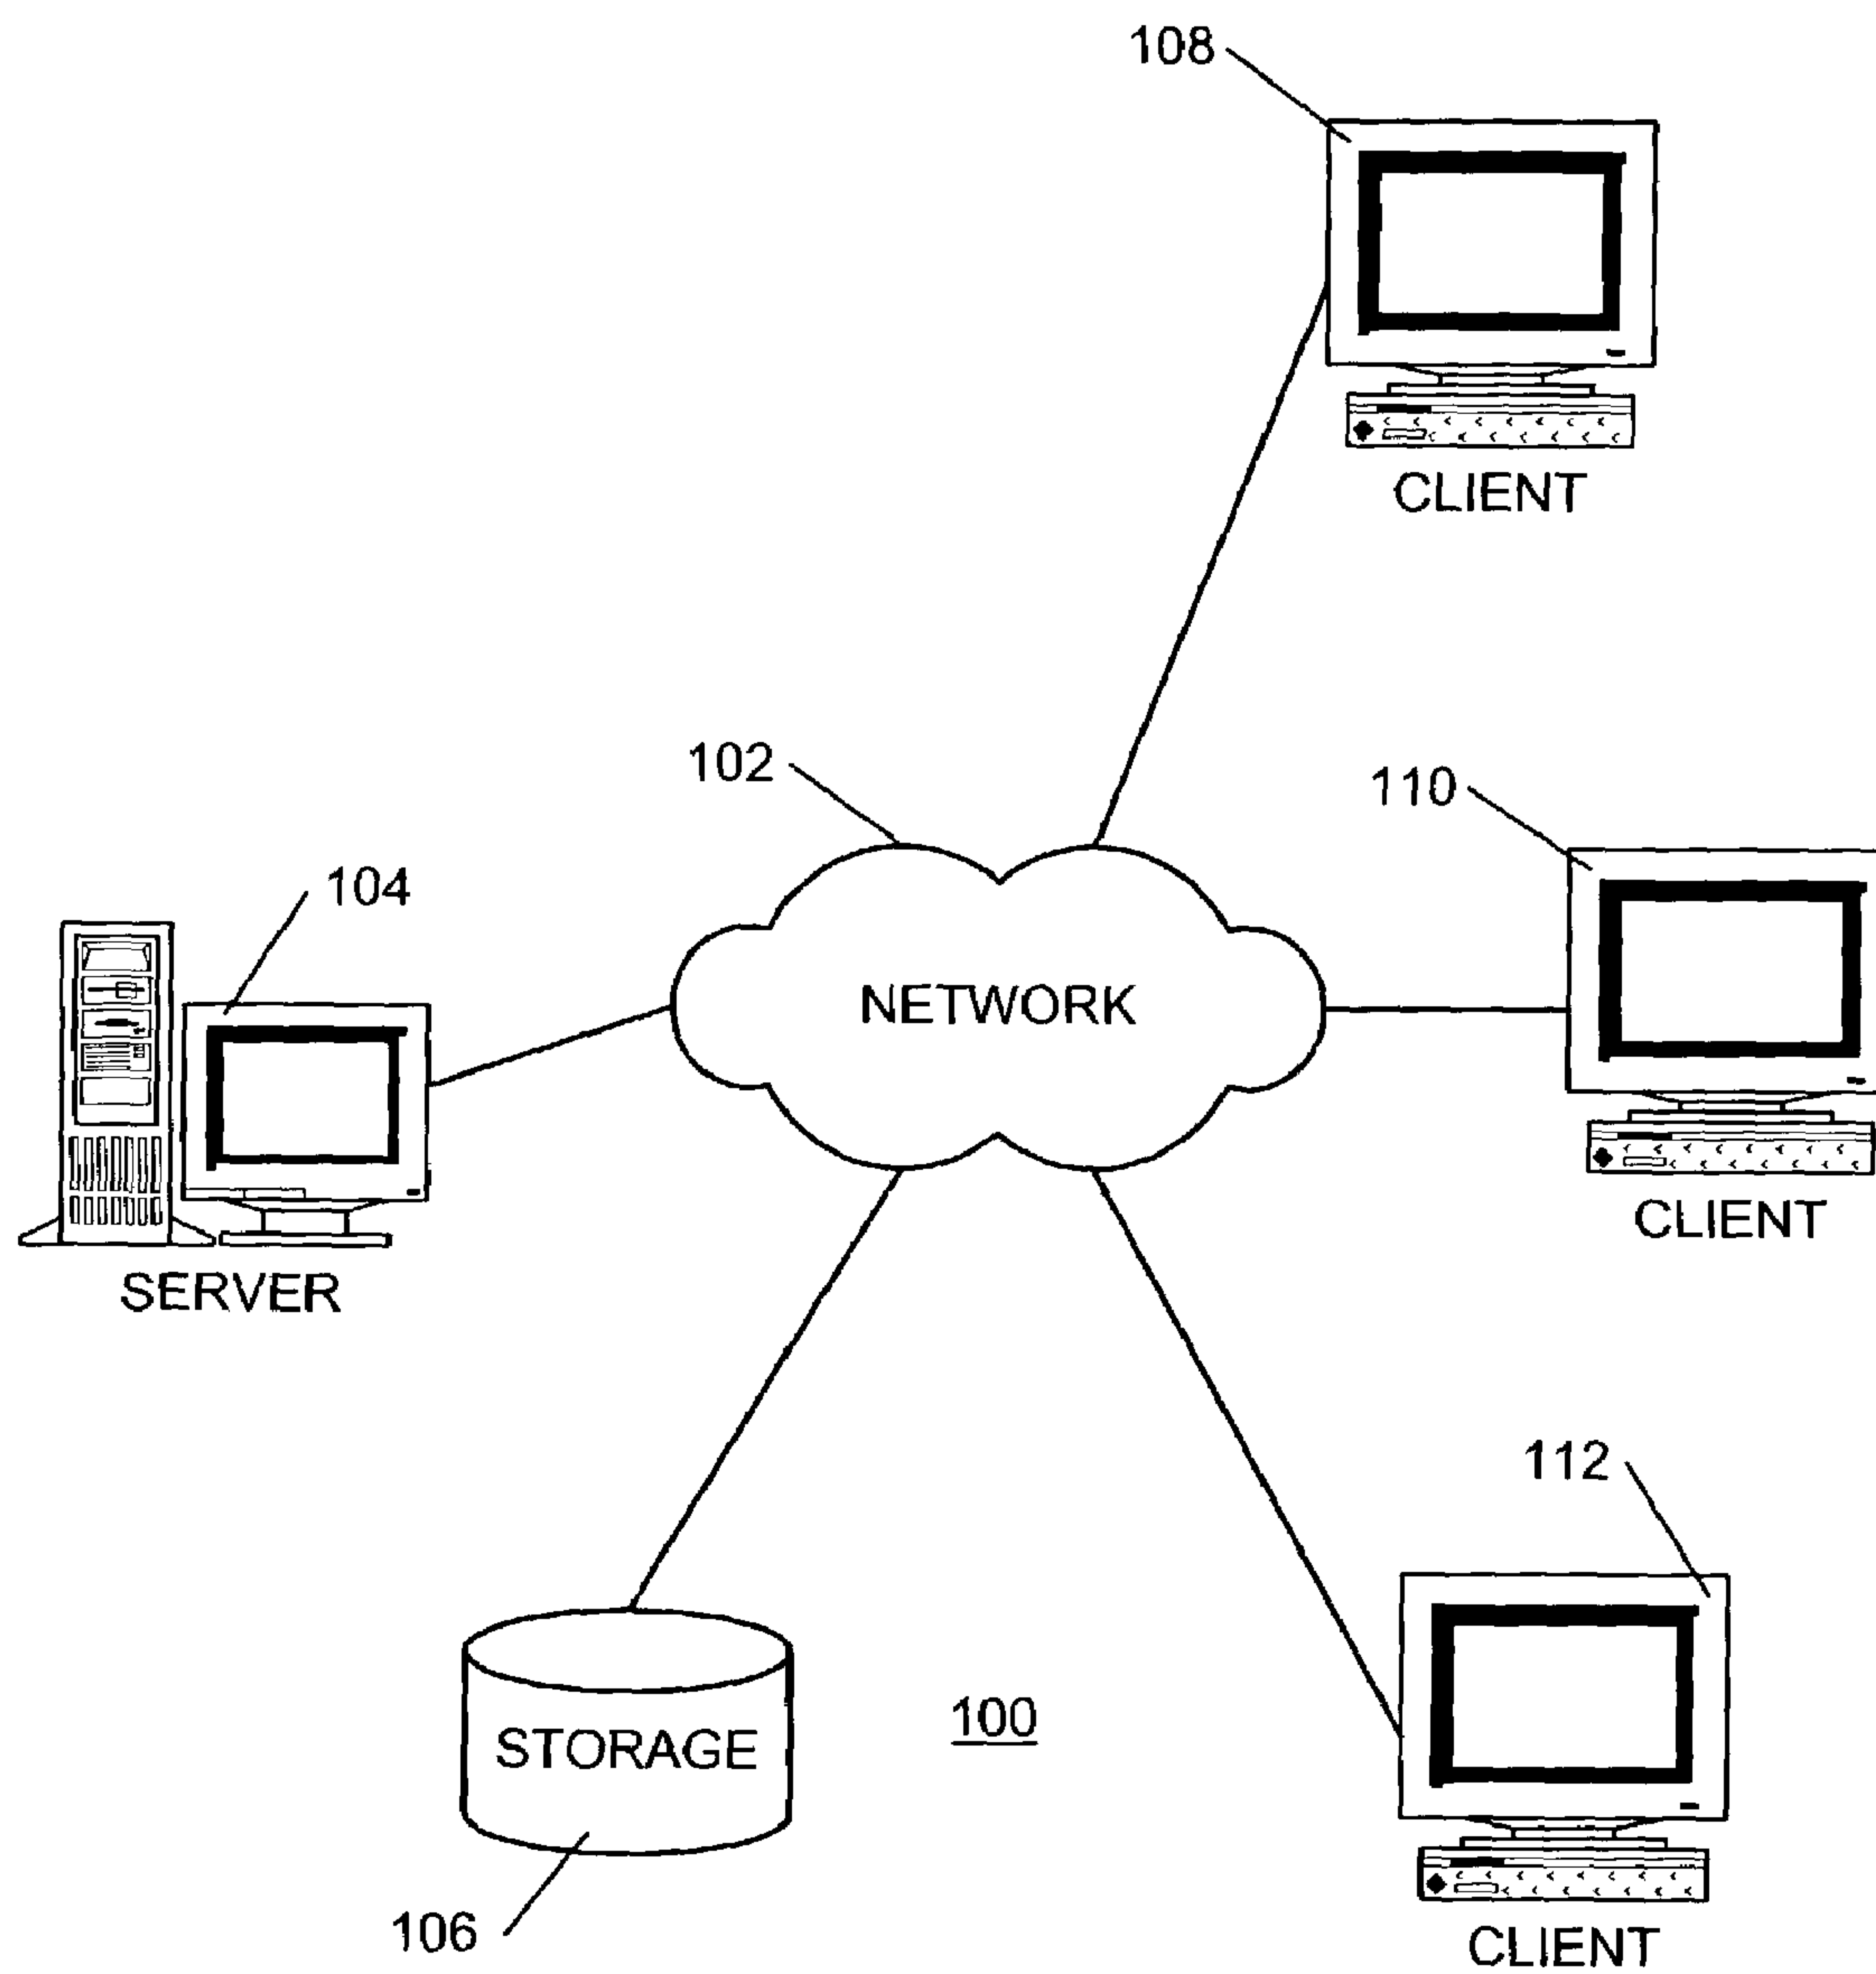 108
CLIENT
102
110
104
NETWORK
CLIENT
SERVER
112
100
STORAGE
106
CLIENT